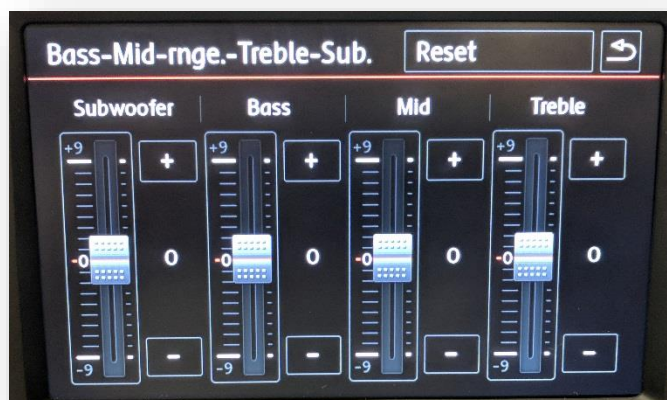 Bass-Mid-rnge.-Treble-Sub. Reset
Subwoofer Bass Mid Treble
+9 + +9 + +9 + +9 +
-0 0 -0 0 -0 0 -0 0
-9 - -9 - -9 - -9 -